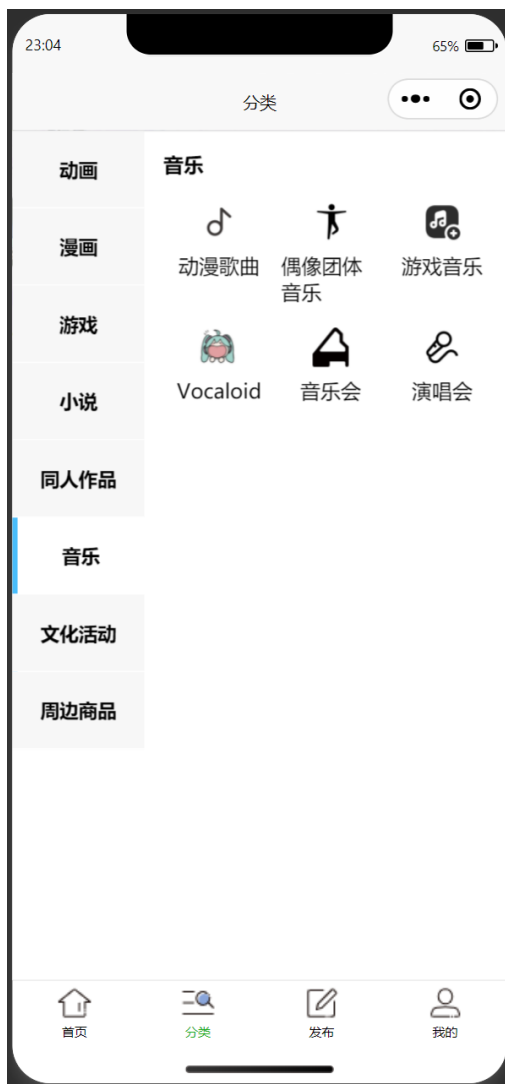 23:04
65%
分类
动画
漫画
游戏
小说
同人作品
音乐
文化活动
周边商品
音乐
动漫歌曲
偶像团体
音乐
游戏音乐
Vocaloid
音乐会
演唱会
首页
分类
发布
我的